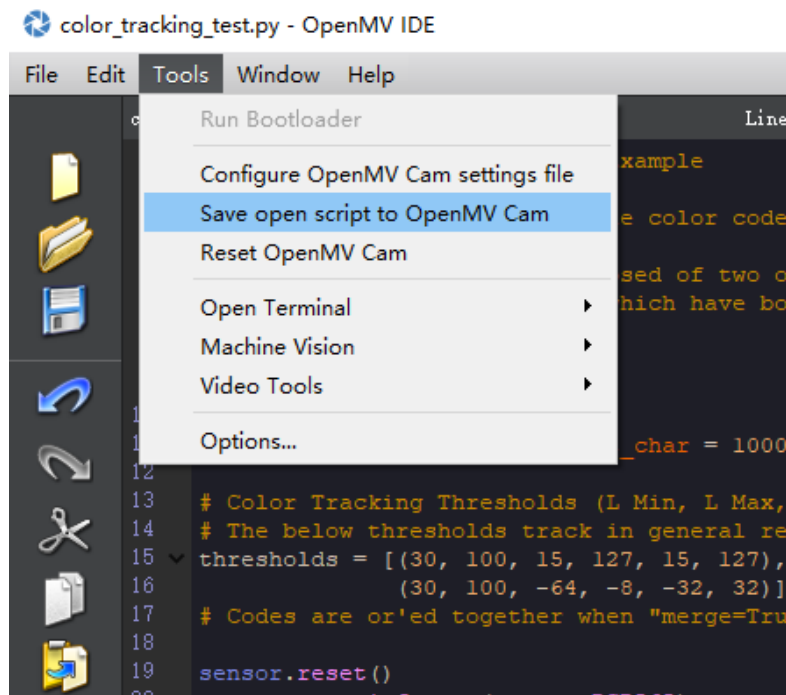 color_tracking_test.py - OpenMV IDE
File Edit Tools Window Help
Line
Run Bootloader
xample
Configure OpenMV Cam settings file
Save open script to OpenMV Cam
e color code
Reset OpenMV Cam
sed of two o
Open Terminal
hich have bo
Machine Vision
Video Tools
Options...
_char = 1000
12
13 # Color Tracking Thresholds (L Min, L Max,
14 # The below thresholds track in general re
15 thresholds = [(30, 100, 15, 127, 15, 127),
16 (30, 100, -64, -8, -32, 32)]
17 # Codes are or'ed together when "merge=Tru
18
19 sensor.reset()